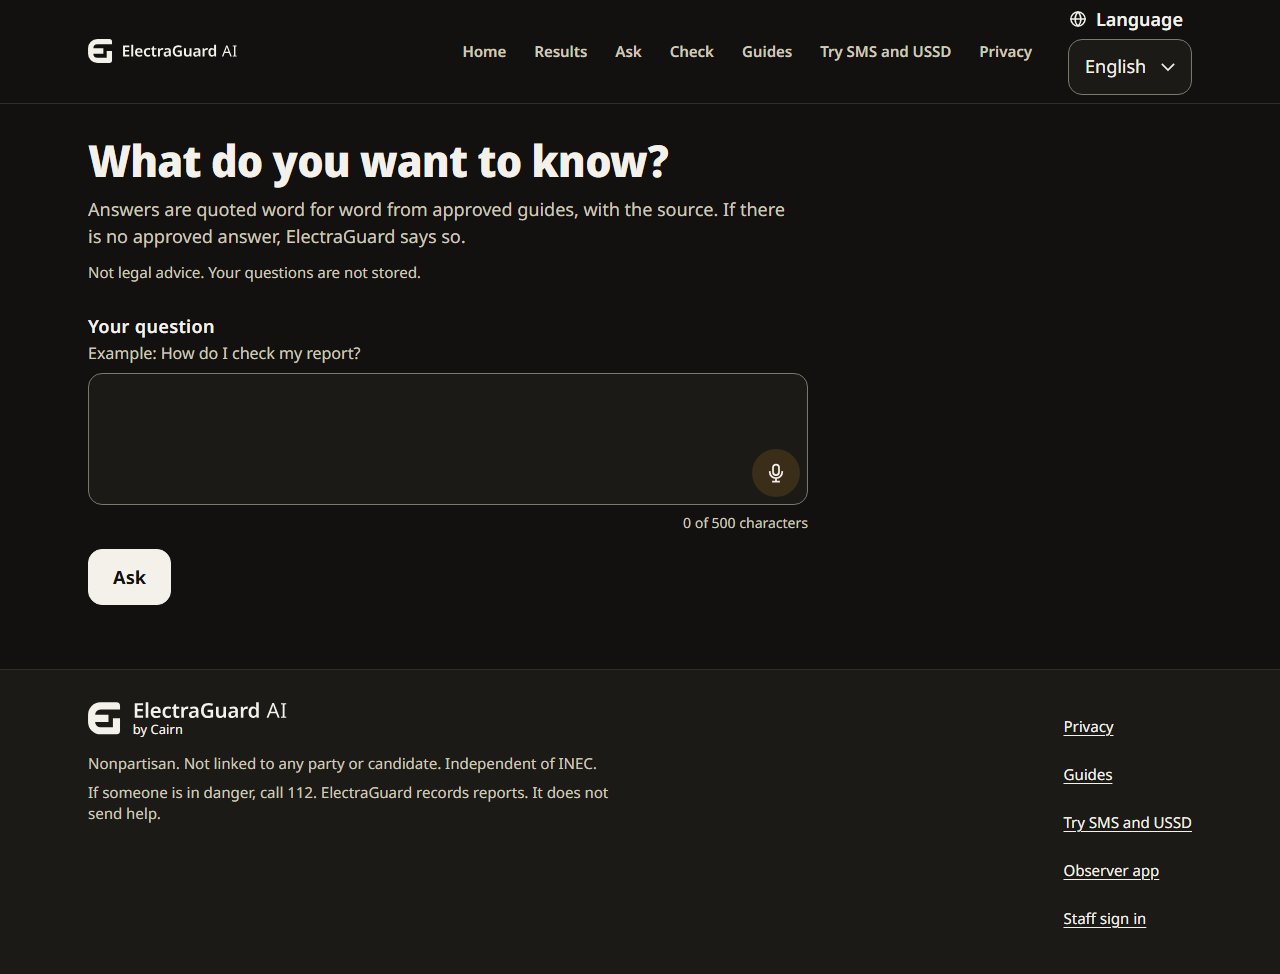 ElectraGuard AI
Home
Results
Ask
Check
Guides
Try SMS and USSD
Privacy
Language
English
What do you want to know?
Answers are quoted word for word from approved guides, with the source. If there
is no approved answer, ElectraGuard says so.
Not legal advice. Your questions are not stored.
Your question
Example: How do I check my report?
0 of 500 characters
Ask
ElectraGuard AI
by Cairn
Nonpartisan. Not linked to any party or candidate. Independent of INEC.
If someone is in danger, call 112. ElectraGuard records reports. It does not
send help.
Privacy
Guides
Try SMS and USSD
Observer app
Staff sign in